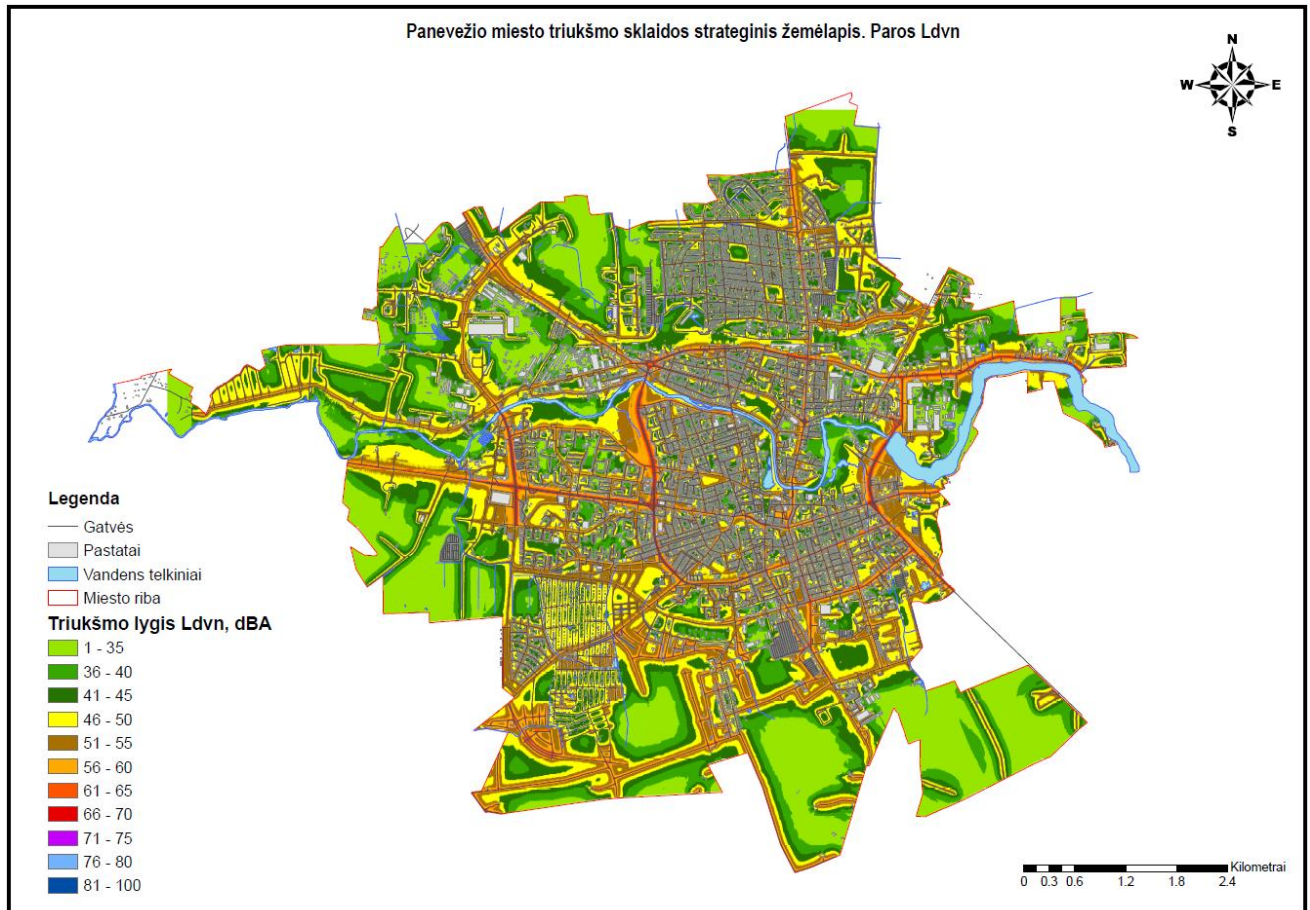 Panevėžio miesto triukšmo sklaidos strateginis žemėlapis. Paros Ldvn
N
W E
S
Legenda
Gatvės
Pastatai
Vandens telkiniai
Miesto riba
Triukšmo lygis Ldvn, dBA
1 - 35
36 - 40
41 - 45
46 - 50
51 - 55
56 - 60
61 - 65
66 - 70
71 - 75
76 - 80
81 - 100
Kilometrai
0 0.3 0.6 1.2 1.8 2.4